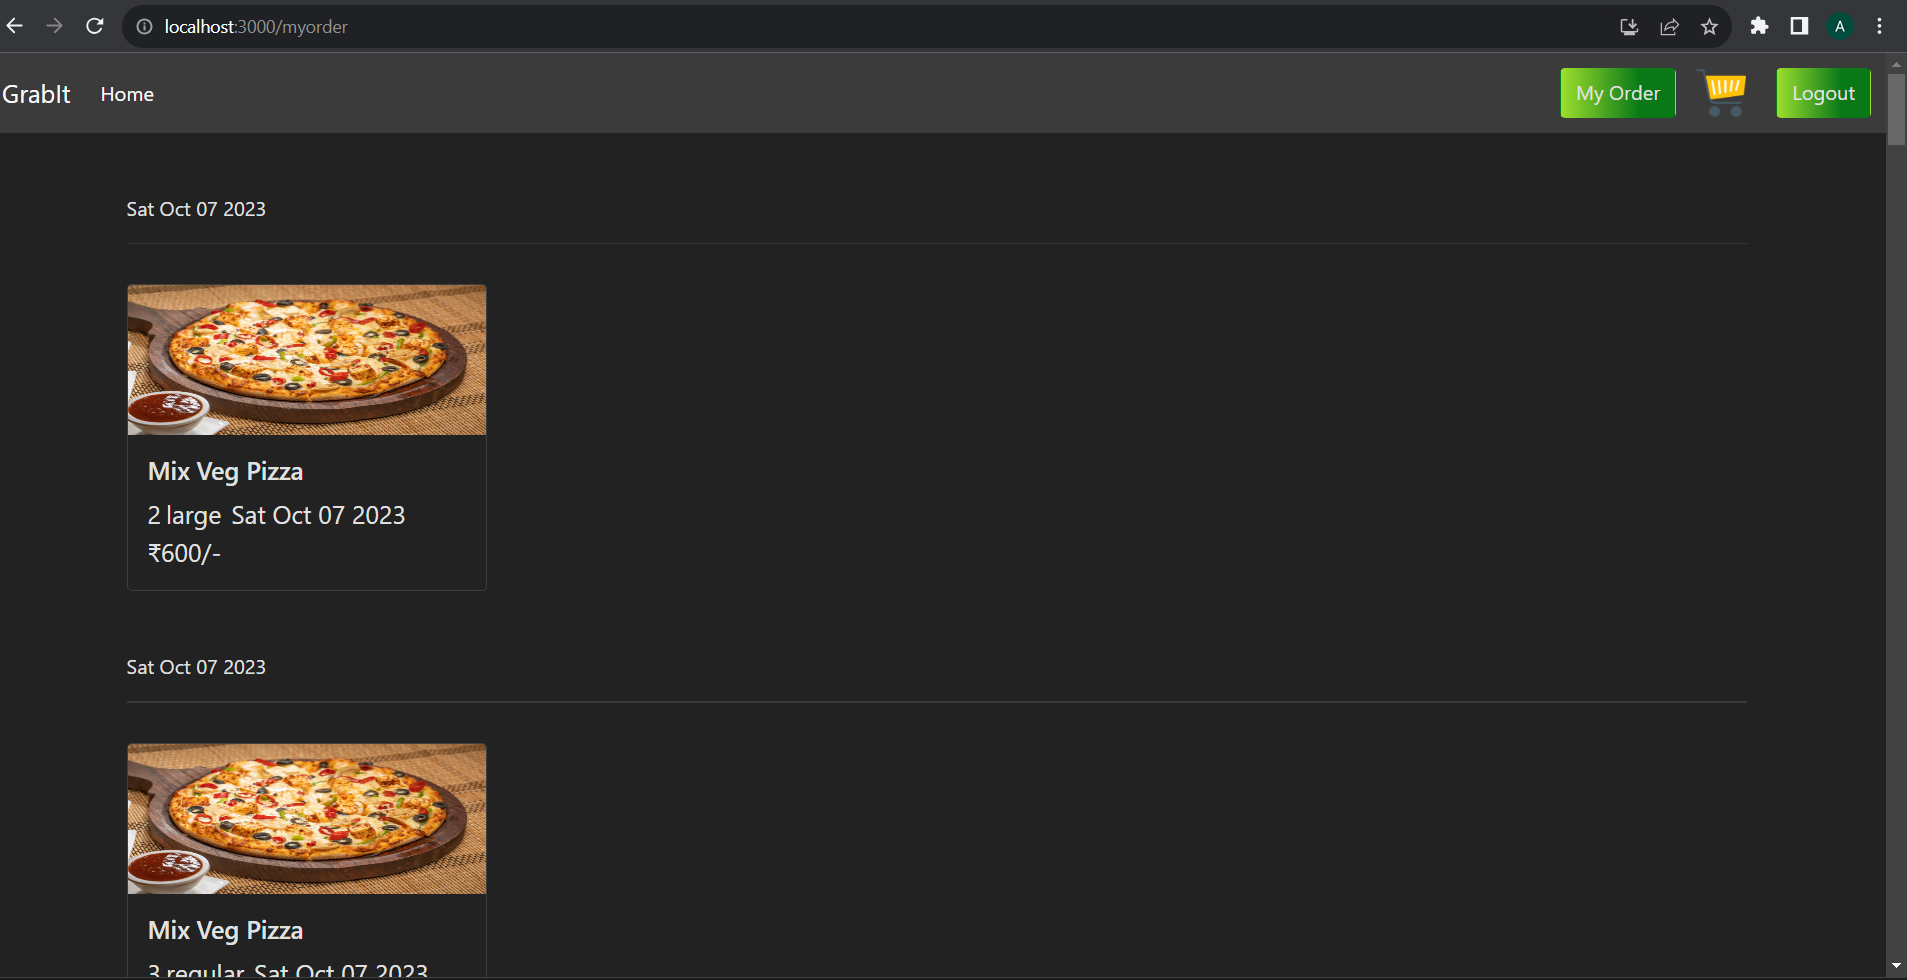 localhost:3000/myorder
A
GrabIt Home My Order Logout
Sat Oct 07 2023
Mix Veg Pizza
2 large Sat Oct 07 2023
₹600/-
Sat Oct 07 2023
Mix Veg Pizza
3 regular Sat Oct 07 2023